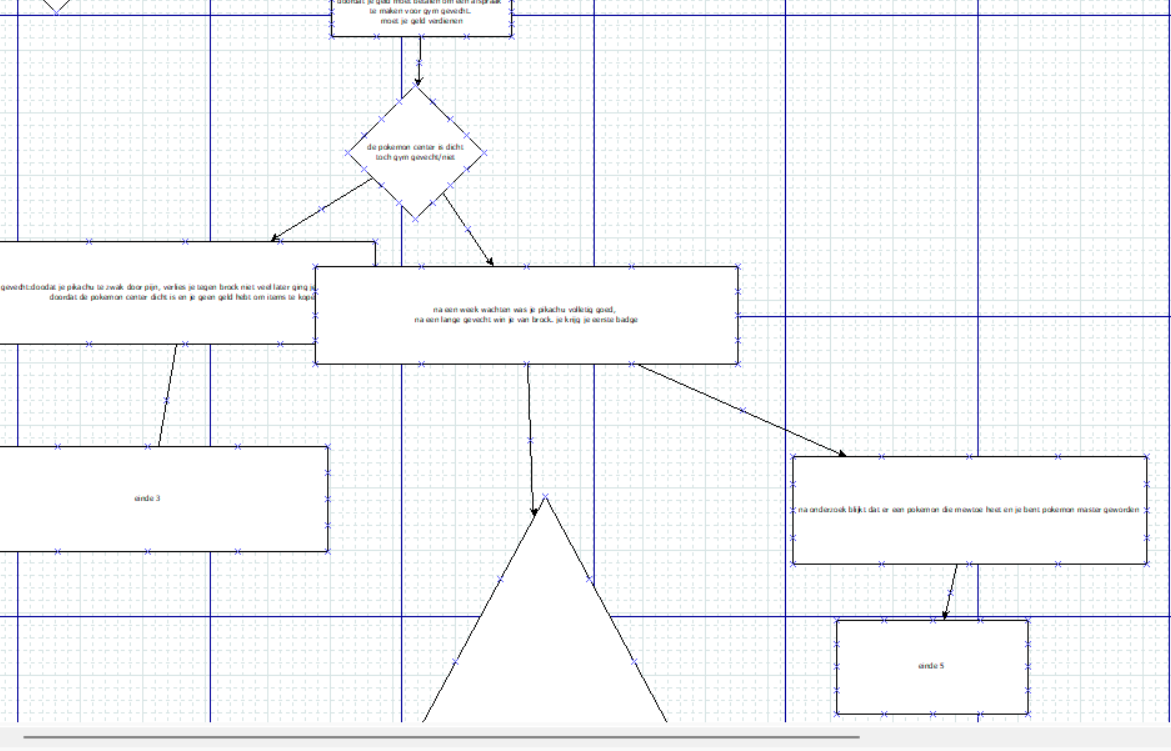 doordat je geld moet betalen om een afspraak
te maken voor gym gevecht.
moet je geld verdienen
de pokemon center is dicht
toch gym gevecht/niet
gevecht:doodat je pikachu te zwak door pijn, verlies je tegen brock niet veel later ging je
doordat de pokemon center dicht is en je geen geld hebt om items te kope
na een week wachten was je pikachu volletig goed,
na een lange gevecht win je van brock. je krijg je eerste badge
einde 3
na onderzoek blijkt dat er een pokemon die mewtoe heet en je bent pokemon master geworden
einde 5